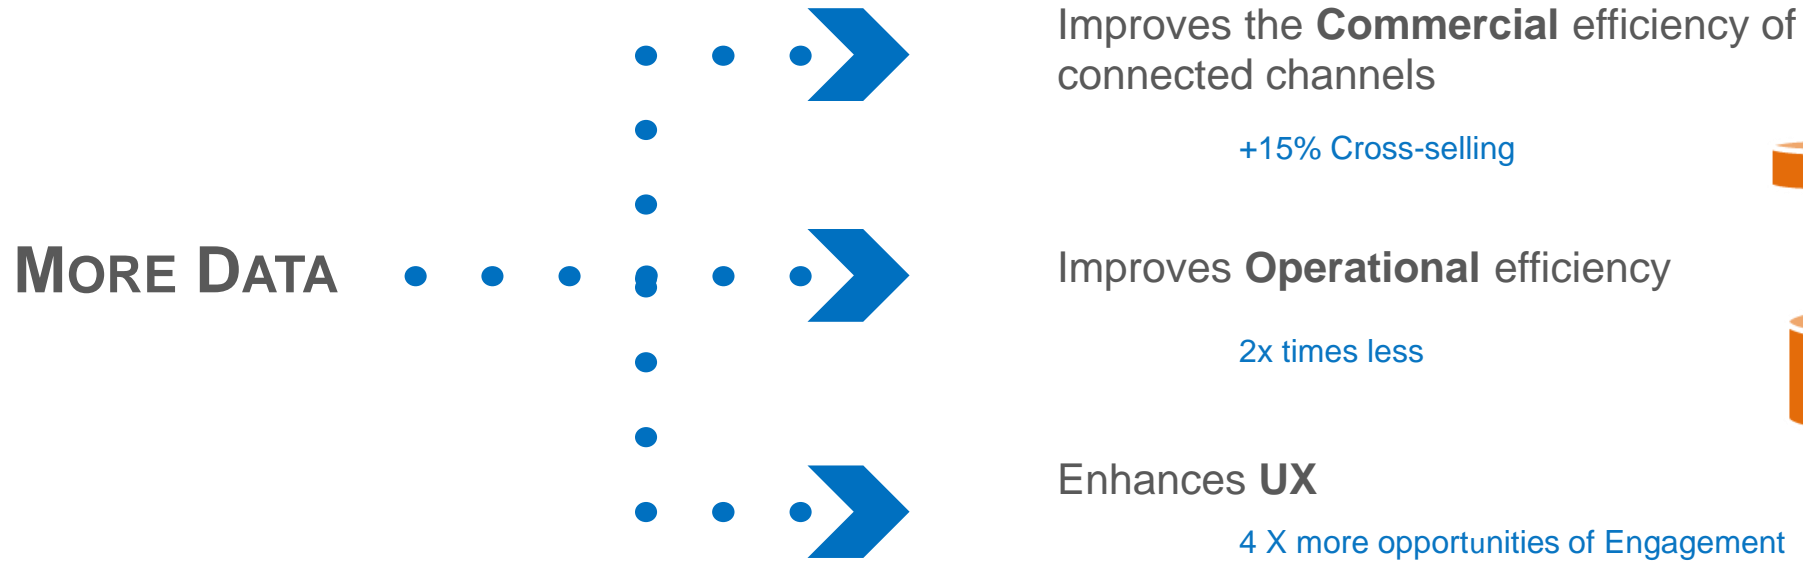 Improves the Commercial efficiency of
connected channels
+15% Cross-selling
MORE DATA
Improves Operational efficiency
2x times less
Enhances UX
4 X more opportunities of Engagement